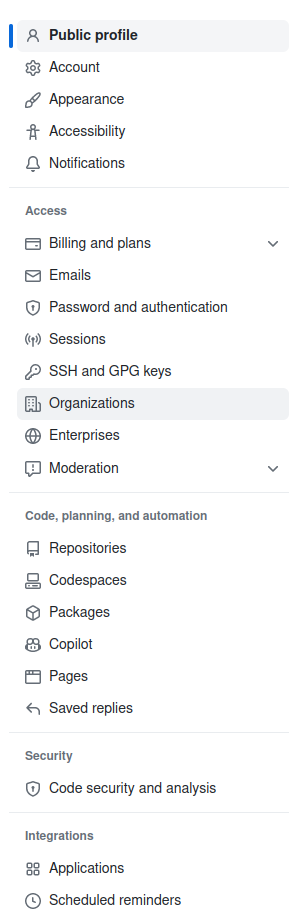 Public profile
Account
Appearance
Accessibility
Notifications
Access
Billing and plans
Emails
Password and authentication
Sessions
SSH and GPG keys
Organizations
Enterprises
Moderation
Code, planning, and automation
Repositories
Codespaces
Packages
Copilot
Pages
Saved replies
Security
Code security and analysis
Integrations
Applications
Scheduled reminders